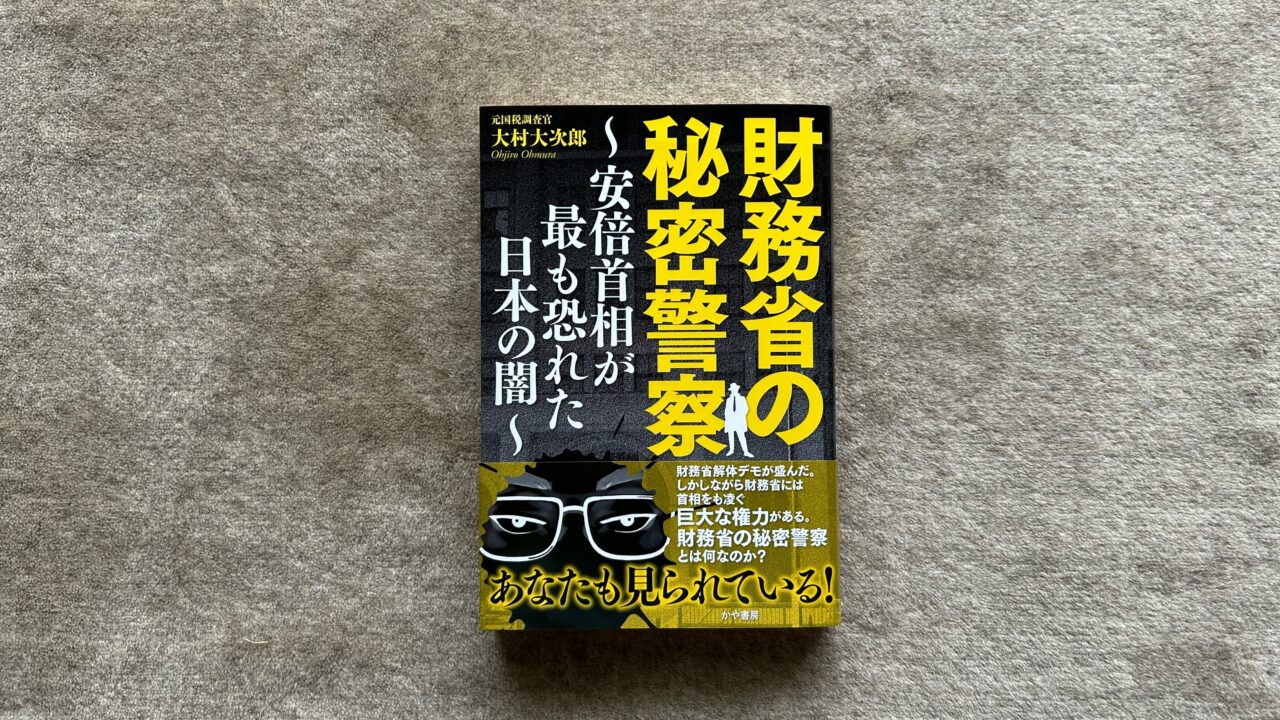 財務省の
秘密警察
～安倍首相が
最も恐れた
日本の闇～
元国税調査官
大村大次郎
Ohjiro Ohmura
財務省解体デモが盛んだ。
しかしながら財務省には
首相をも凌ぐ
巨大な権力がある。
財務省の秘密警察
とは何なのか？
あなたも見られている！
かや書房